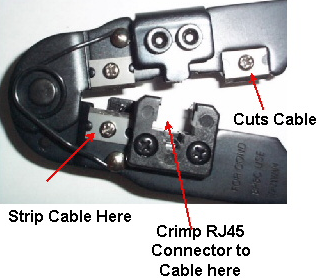 Cuts Cable
Strip Cable Here
Crimp RJ45
Connector to
Cable here